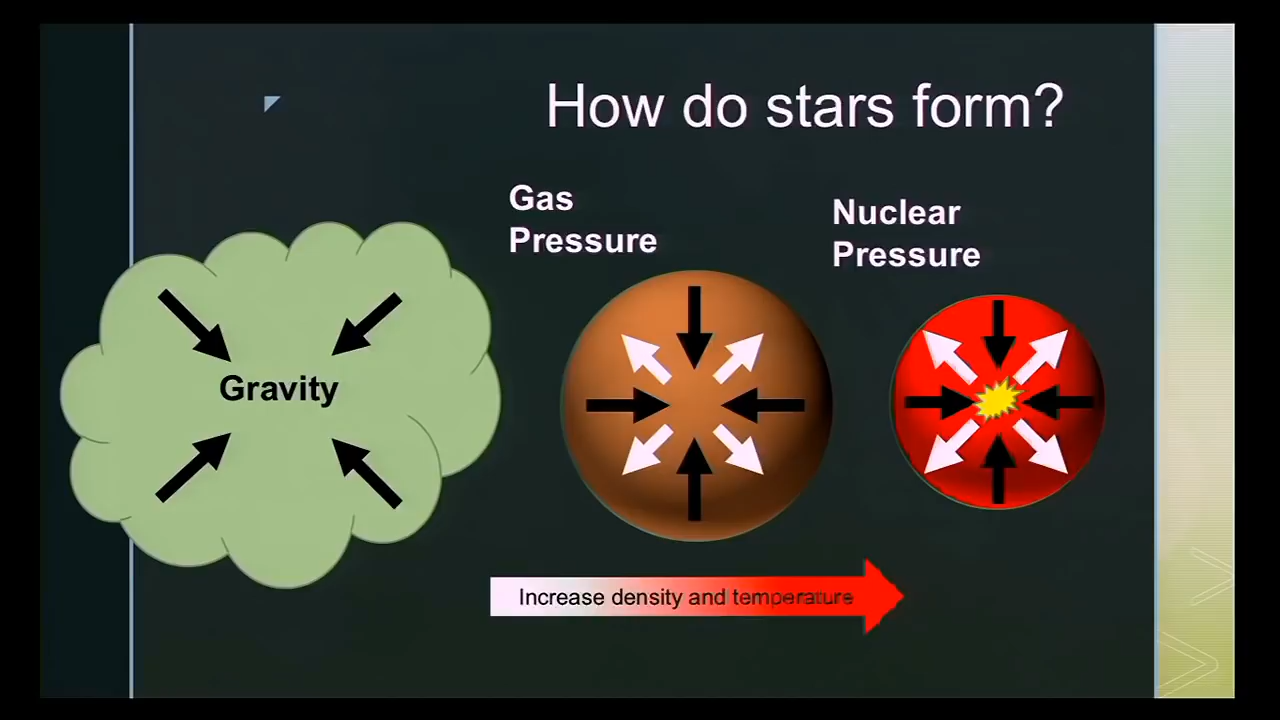 How do stars form?
Gas
Pressure
Nuclear
Pressure
Gravity
Increase density and temperature